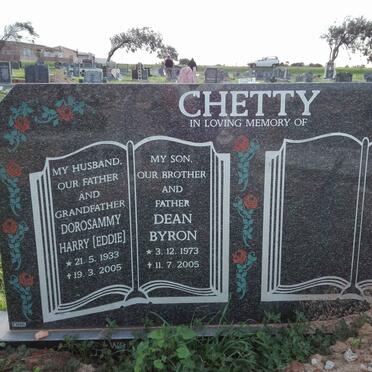 CHETTY
IN LOVING MEMORY OF
MY HUSBAND,
OUR FATHER
AND
GRANDFATHER
DOROSAMMY
HARRY [EDDIE]
★ 21. 5. 1933
✝ 19. 3. 2005
MY SON,
OUR BROTHER
AND
FATHER
DEAN
BYRON
★ 3. 12. 1973
✝ 11. 7. 2005